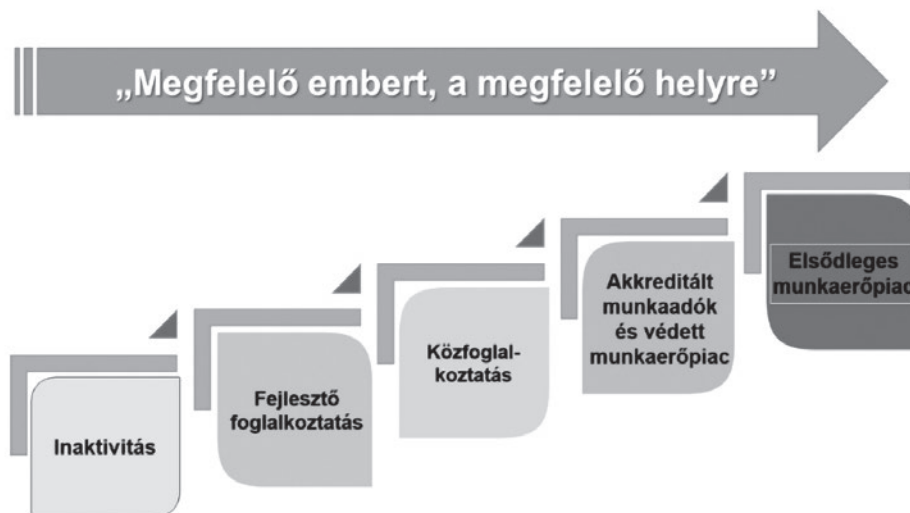 „Megfelelő embert, a megfelelő helyre”
Inaktivitás
Fejlesztő
foglalkoztatás
Közfoglal-
koztatás
Akkreditált
munkaadók
és védett
munkaerőpiac
Elsődleges
munkaerőpiac